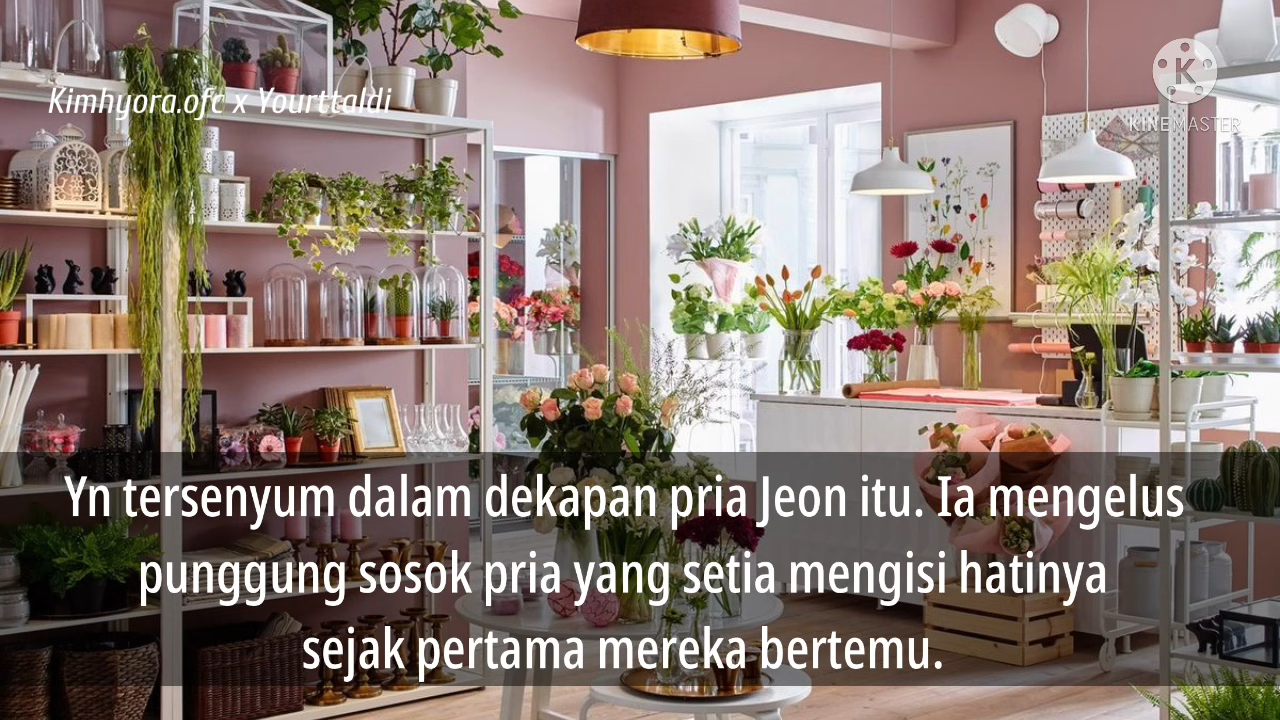 Kimhyora.ofc x Yourttaldi
K
KINEMASTER
Yn tersenyum dalam dekapan pria Jeon itu. Ia mengelus
punggung sosok pria yang setia mengisi hatinya
sejak pertama mereka bertemu.